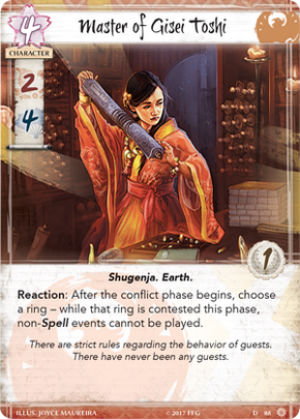 4
Master of Gisei Toshi
CHARACTER
2
4
1
Shugenja. Earth.
Reaction: After the conflict phase begins, choose
a ring – while that ring is contested this phase,
non-Spell events cannot be played.
There are strict rules regarding the behavior of guests.
There have never been any guests.
ILLUS. JOYCE MAUREIRA
© 2017 FFG
D